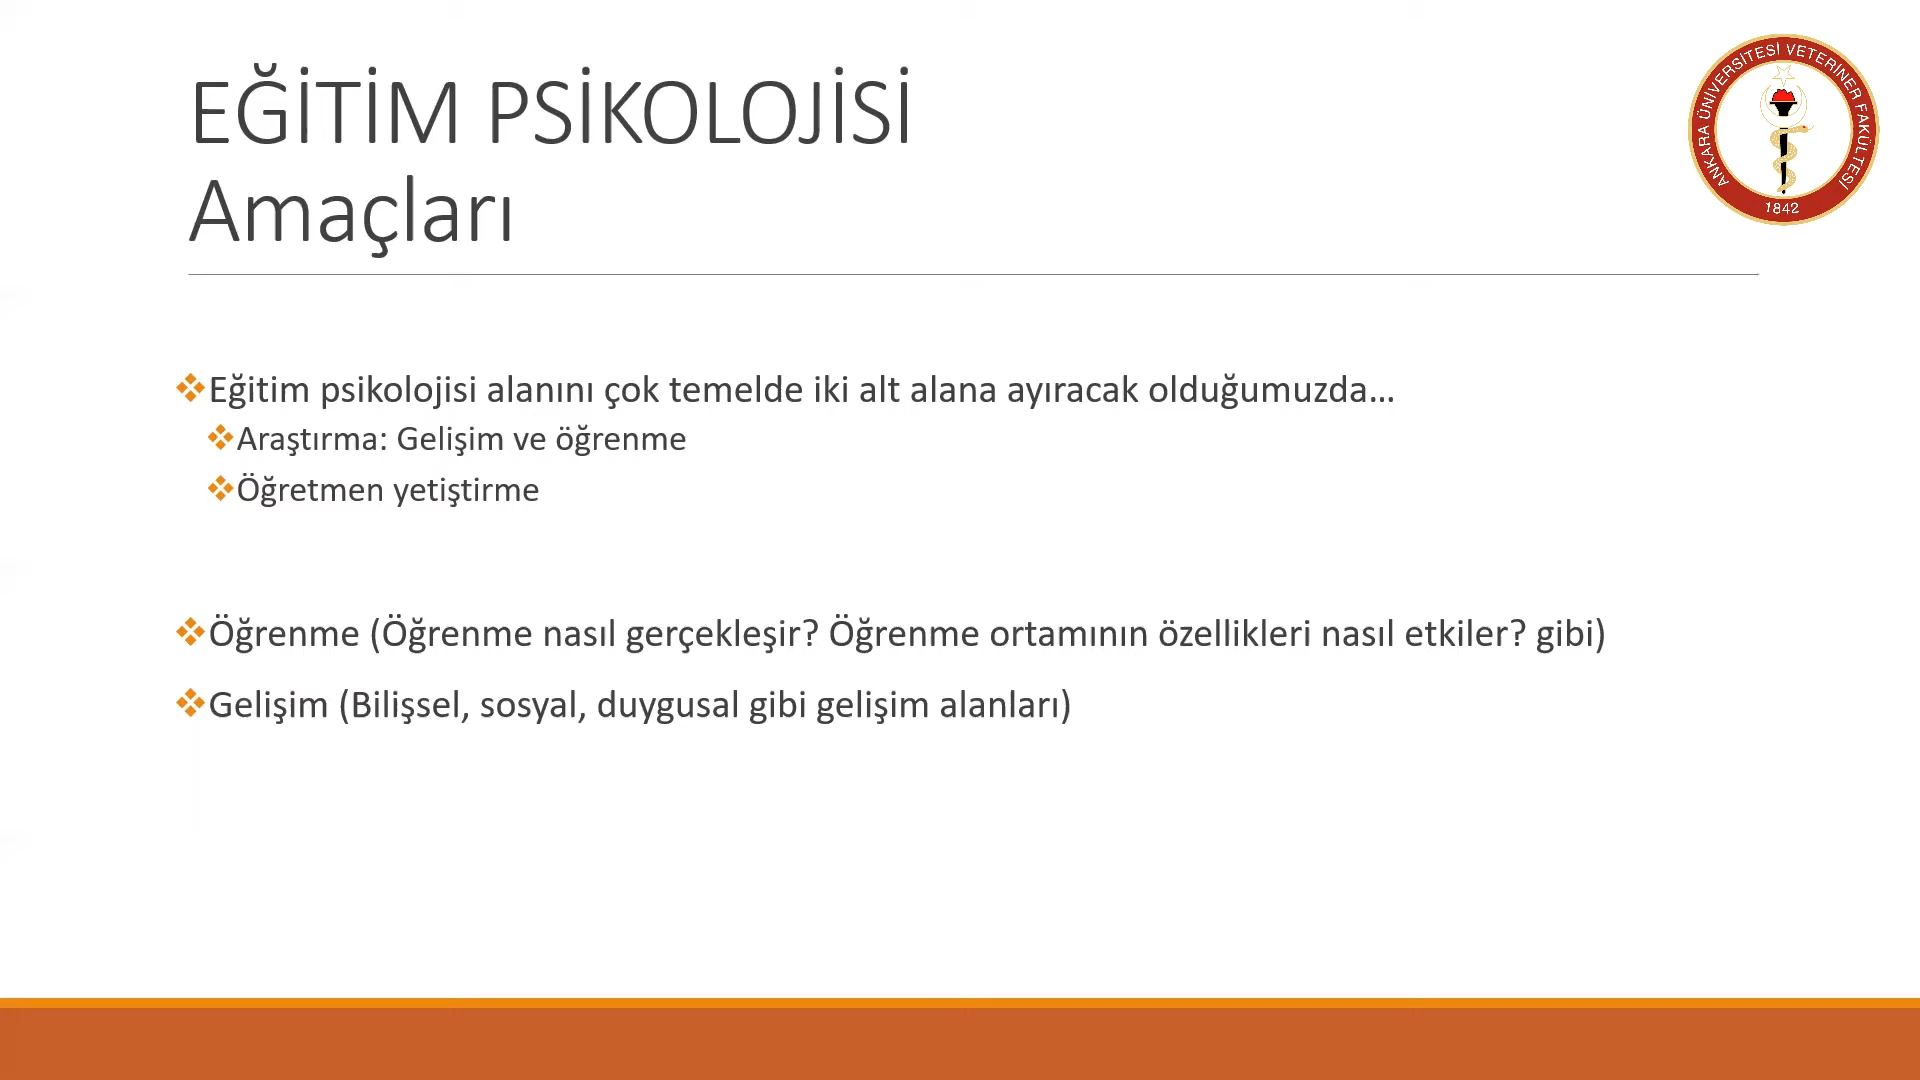 EĞİTİM PSİKOLOJİSİ
Amaçları
ANKARA ÜNİVERSİTESİ VETERİNER FAKÜLTESİ
1842
Eğitim psikolojisi alanını çok temelde iki alt alana ayıracak olduğumuzda...
Araştırma: Gelişim ve öğrenme
Öğretmen yetiştirme
Öğrenme (Öğrenme nasıl gerçekleşir? Öğrenme ortamının özellikleri nasıl etkiler? gibi)
Gelişim (Bilişsel, sosyal, duygusal gibi gelişim alanları)